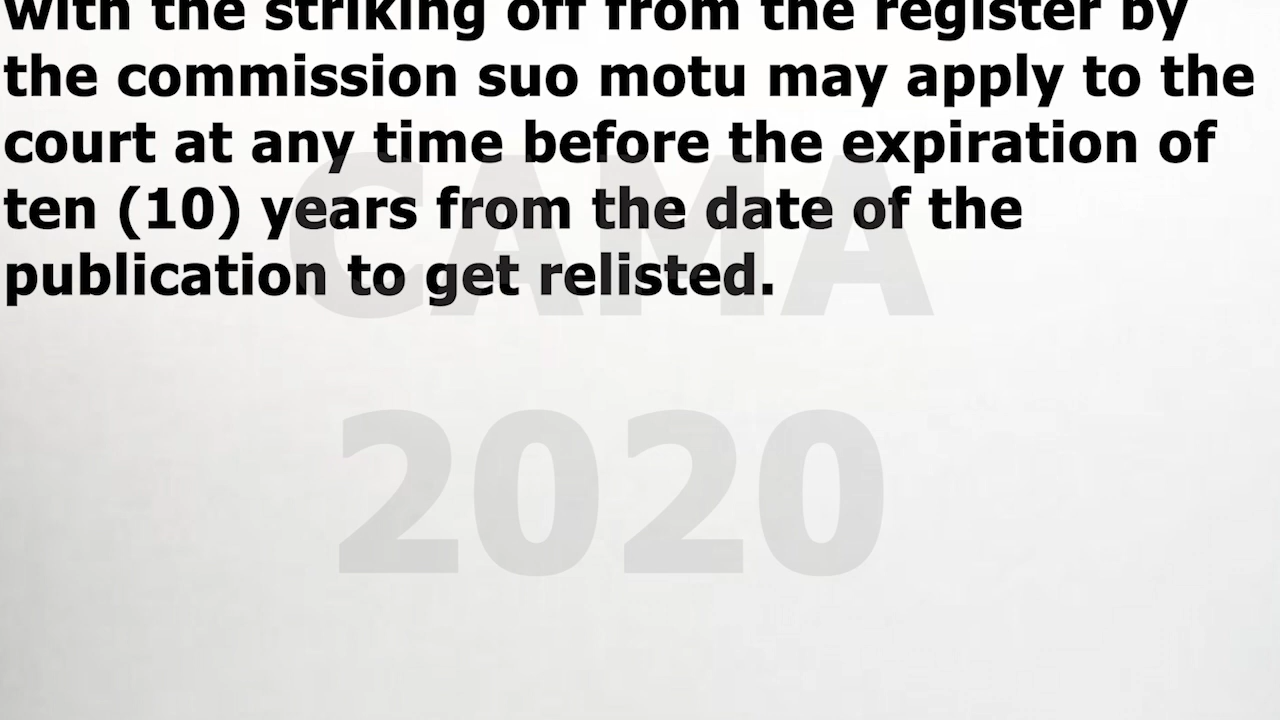 with the striking off from the register by
the commission suo motu may apply to the
court at any time before the expiration of
ten (10) years from the date of the
publication to get relisted.
CAMA
2020